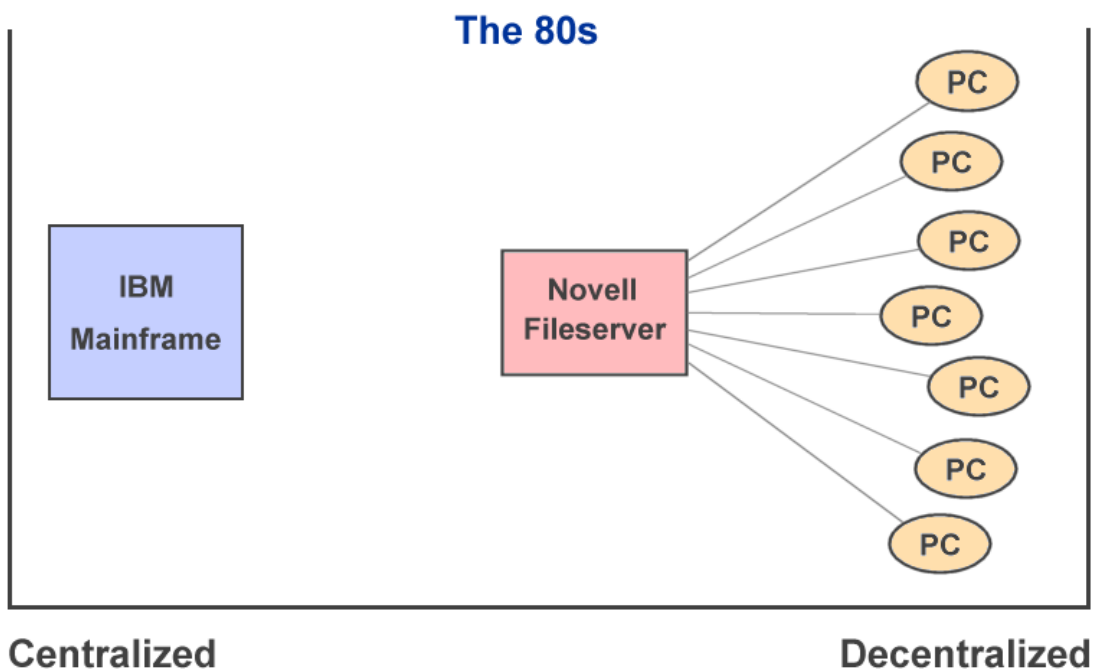 The 80s
IBM
Mainframe
Novell
Fileserver
PC
PC
PC
PC
PC
PC
PC
Centralized
Decentralized